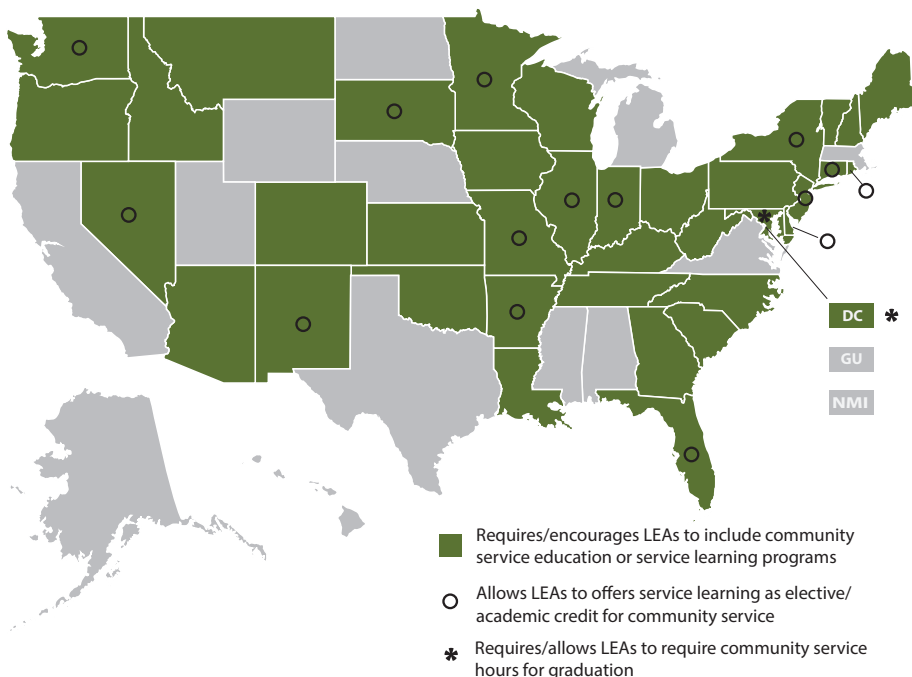 DC *
GU
NMI
Requires/encourages LEAs to include community
service education or service learning programs
Allows LEAs to offers service learning as elective/
academic credit for community service
* Requires/allows LEAs to require community service
hours for graduation